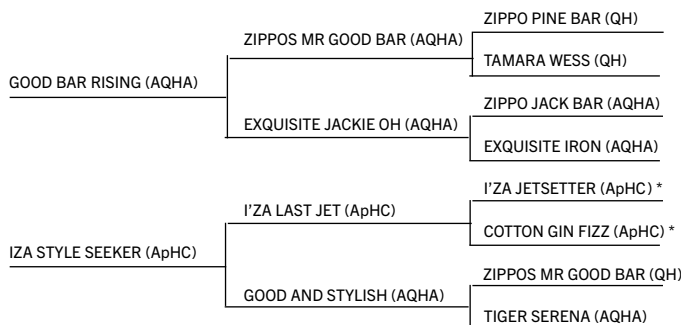 ZIPPO PINE BAR (QH)
ZIPPOS MR GOOD BAR (AQHA)
TAMARA WESS (QH)
GOOD BAR RISING (AQHA)
ZIPPO JACK BAR (AQHA)
EXQUISITE JACKIE OH (AQHA)
EXQUISITE IRON (AQHA)
I'ZA JETSETTER (ApHC) *
I'ZA LAST JET (ApHC)
COTTON GIN FIZZ (ApHC) *
IZA STYLE SEEKER (ApHC)
ZIPPOS MR GOOD BAR (QH)
GOOD AND STYLISH (AQHA)
TIGER SERENA (AQHA)